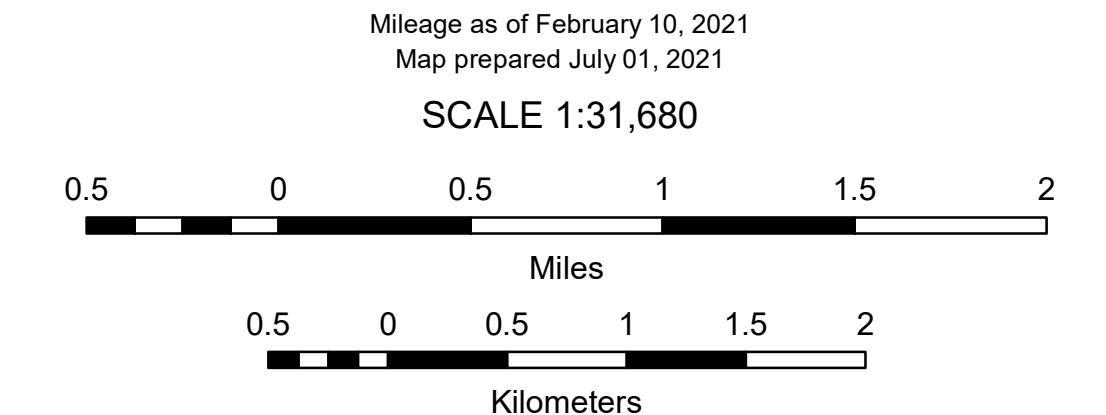 Mileage as of February 10, 2021
Map prepared July 01, 2021
SCALE 1:31,680
0.5 0 0.5 1 1.5 2
Miles
0.5 0 0.5 1 1.5 2
Kilometers